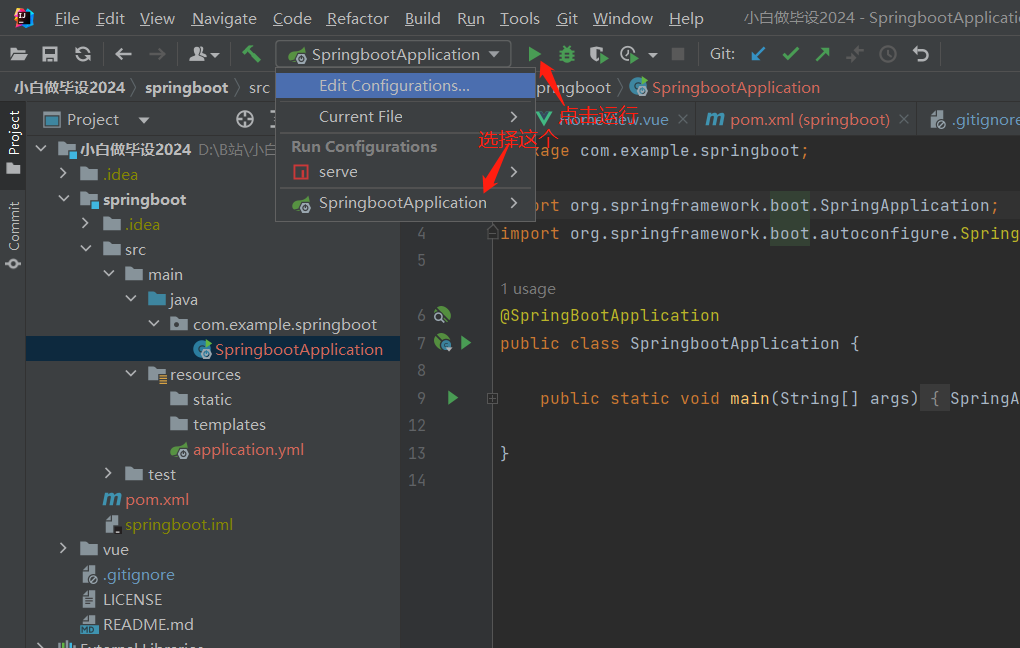 File Edit View Navigate Code Refactor Build Run Tools Git Window Help 小白做毕设2024 - SpringbootApplicati
SpringbootApplication Git:
小白做毕设2024 springboot src pringboot SpringbootApplication
Edit Configurations...
点击运行
Project HomeView.vue pom.xml (springboot) .gitignore
Current File
选择这个
Run Configurations
serve
SpringbootApplication
Project
Commit
小白做毕设2024 D:\B站\小白
.idea
springboot
.idea
src
main
java
com.example.springboot
SpringbootApplication
resources
static
templates
application.yml
test
pom.xml
springboot.iml
vue
.gitignore
LICENSE
README.md
External Libraries
kage com.example.springboot;
ort org.springframework.boot.SpringApplication;
4 import org.springframework.boot.autoconfigure.Spring
5
1 usage
6 @SpringBootApplication
7 public class SpringbootApplication {
8
9 public static void main(String[] args) { SpringA
12
13 }
14